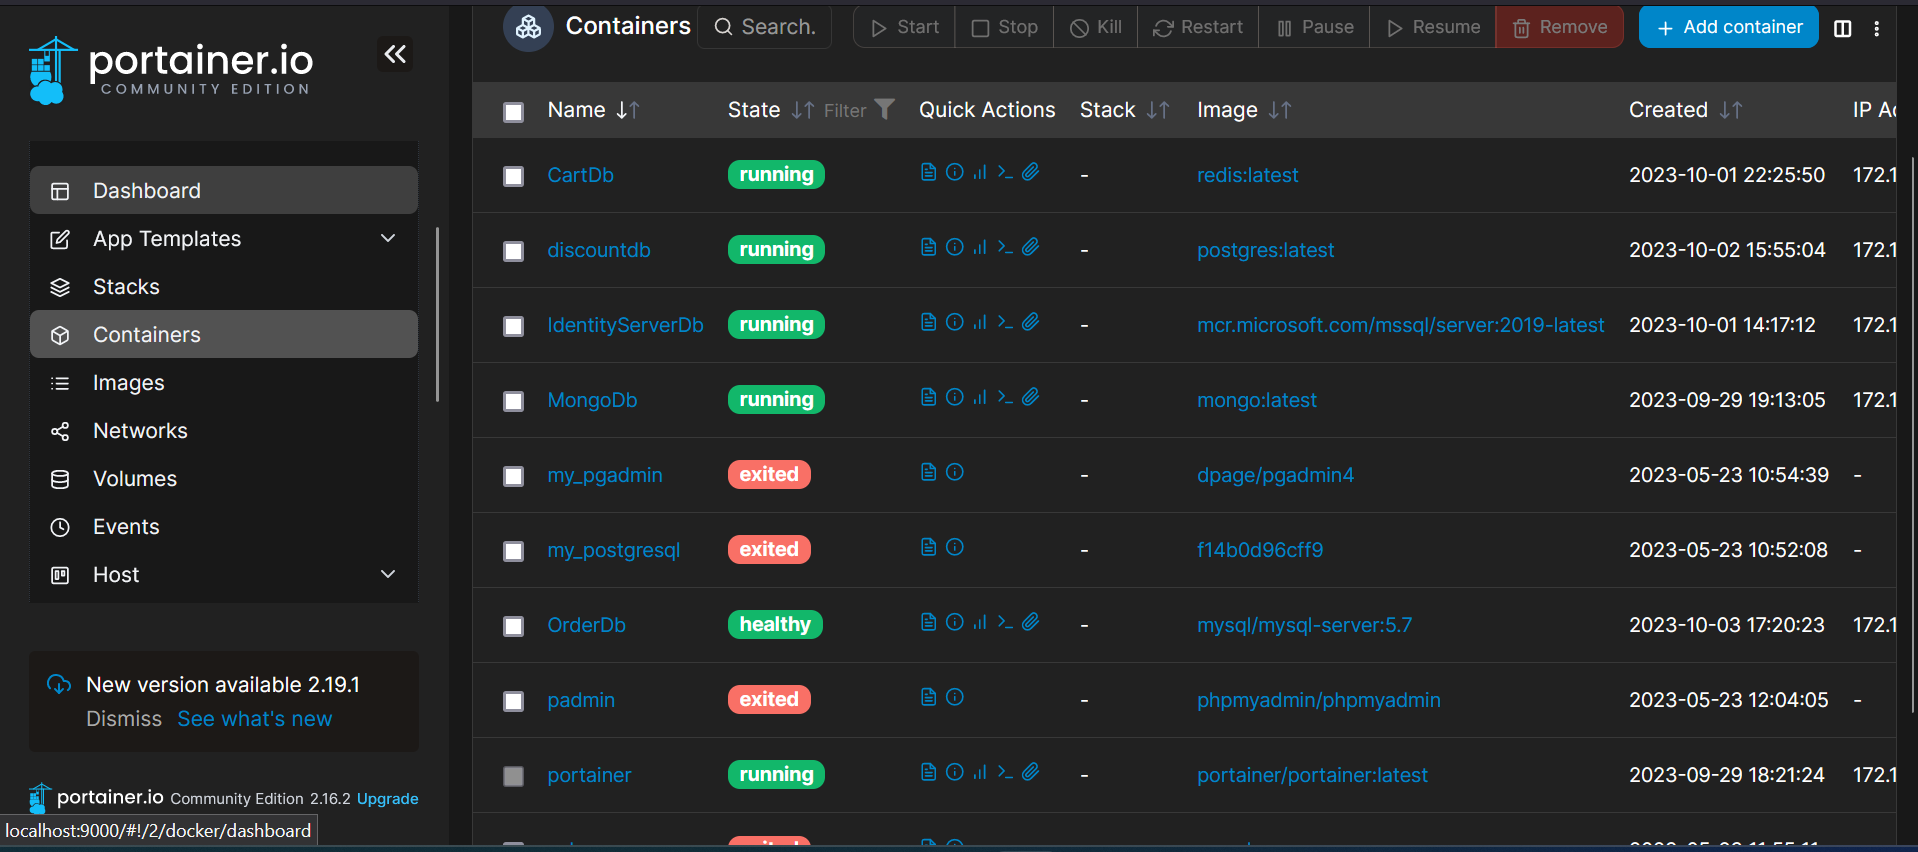 portainer.io
COMMUNITY EDITION
Dashboard
App Templates
Stacks
Containers
Images
Networks
Volumes
Events
Host
New version available 2.19.1
Dismiss See what's new
portainer.io Community Edition 2.16.2 Upgrade
localhost:9000/#!/2/docker/dashboard
Containers Search. Start Stop Kill Restart Pause Resume Remove + Add container
Name State Filter Quick Actions Stack Image Created IP
CartDb running - redis:latest 2023-10-01 22:25:50 172.1
discountdb running - postgres:latest 2023-10-02 15:55:04 172.1
IdentityServerDb running - mcr.microsoft.com/mssql/server:2019-latest 2023-10-01 14:17:12 172.1
MongoDb running - mongo:latest 2023-09-29 19:13:05 172.1
my_pgadmin exited - dpage/pgadmin4 2023-05-23 10:54:39 -
my_postgresql exited - f14b0d96cff9 2023-05-23 10:52:08 -
OrderDb healthy - mysql/mysql-server:5.7 2023-10-03 17:20:23 172.1
padmin exited - phpmyadmin/phpmyadmin 2023-05-23 12:04:05 -
portainer running - portainer/portainer:latest 2023-09-29 18:21:24 172.1